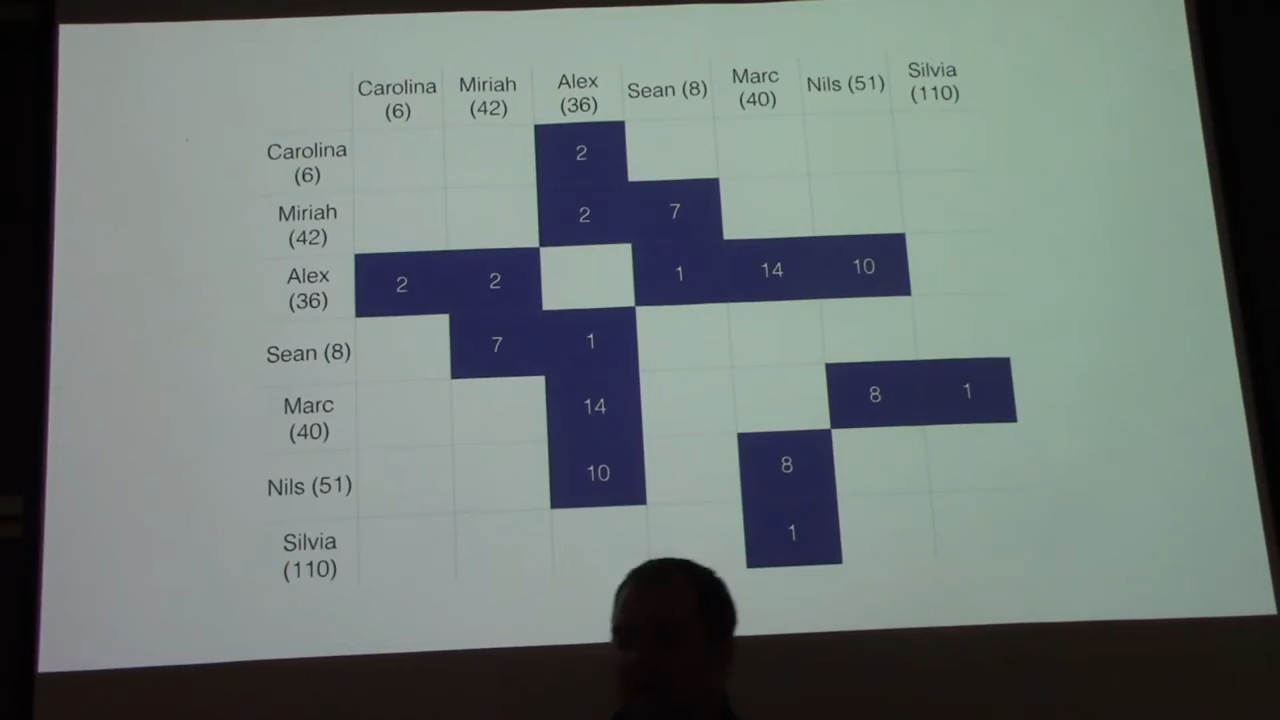 Carolina Miriah Alex Sean (8) Marc Nils (51) Silvia
(6) (42) (36) (40) (110)
Carolina 2
(6)
Miriah 2 7
(42)
Alex 2 2 1 14 10
(36)
Sean (8) 7 1
Marc 14 8 1
(40)
Nils (51) 10 8
Silvia 1
(110)